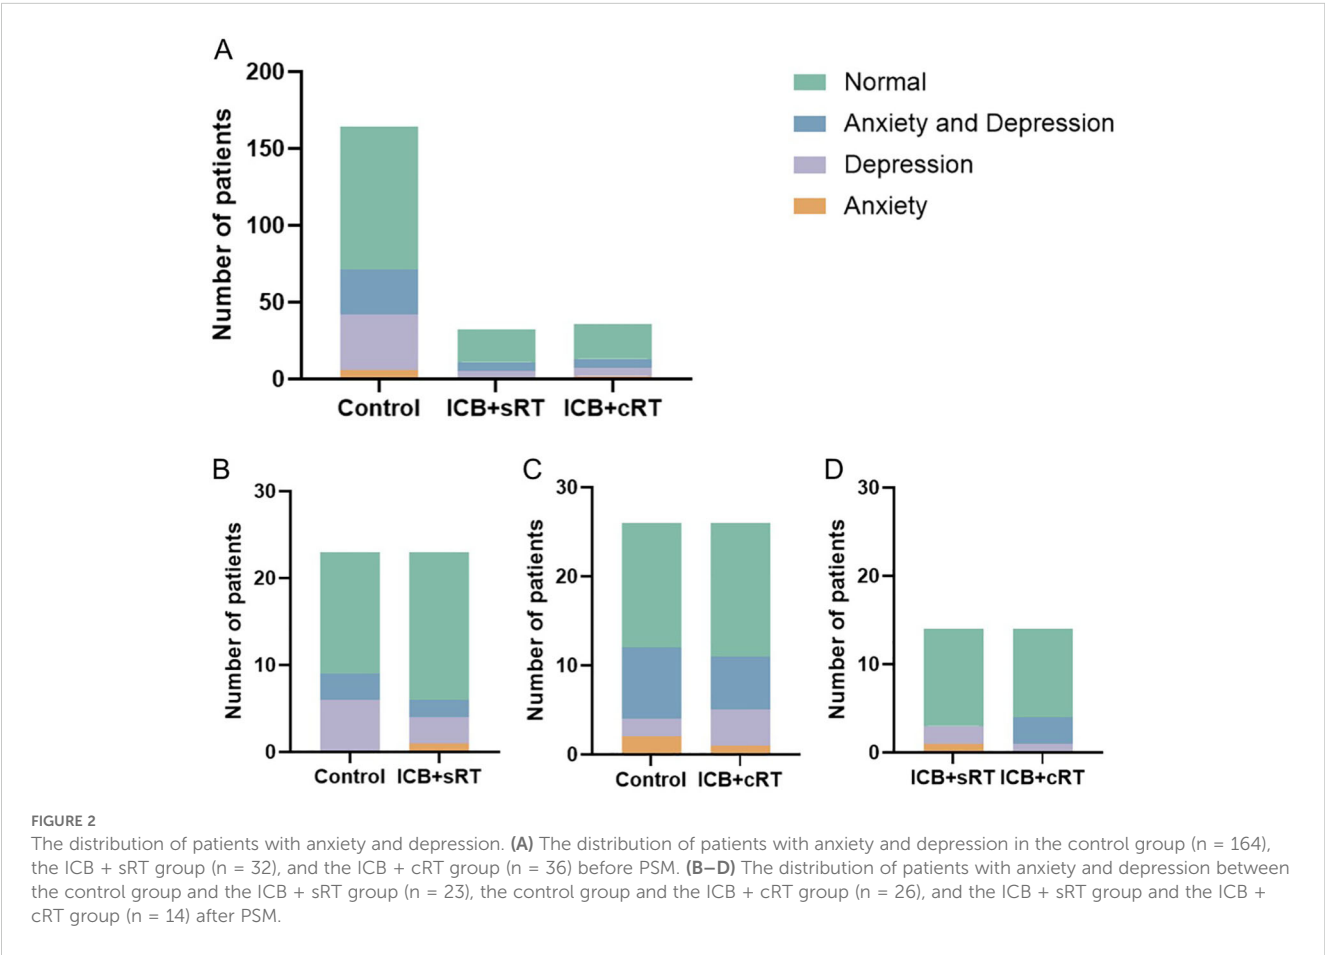 A
200
150
100
50
0
Number of patients
Control ICB+sRT ICB+cRT
Normal
Anxiety and Depression
Depression
Anxiety
B
30
20
10
0
Number of patients
Control ICB+sRT
C
30
20
10
0
Number of patients
Control ICB+cRT
D
30
20
10
0
Number of patients
ICB+sRT ICB+cRT
FIGURE 2
The distribution of patients with anxiety and depression. (A) The distribution of patients with anxiety and depression in the control group (n = 164),
the ICB + sRT group (n = 32), and the ICB + cRT group (n = 36) before PSM. (B–D) The distribution of patients with anxiety and depression between
the control group and the ICB + sRT group (n = 23), the control group and the ICB + cRT group (n = 26), and the ICB + sRT group and the ICB +
cRT group (n = 14) after PSM.